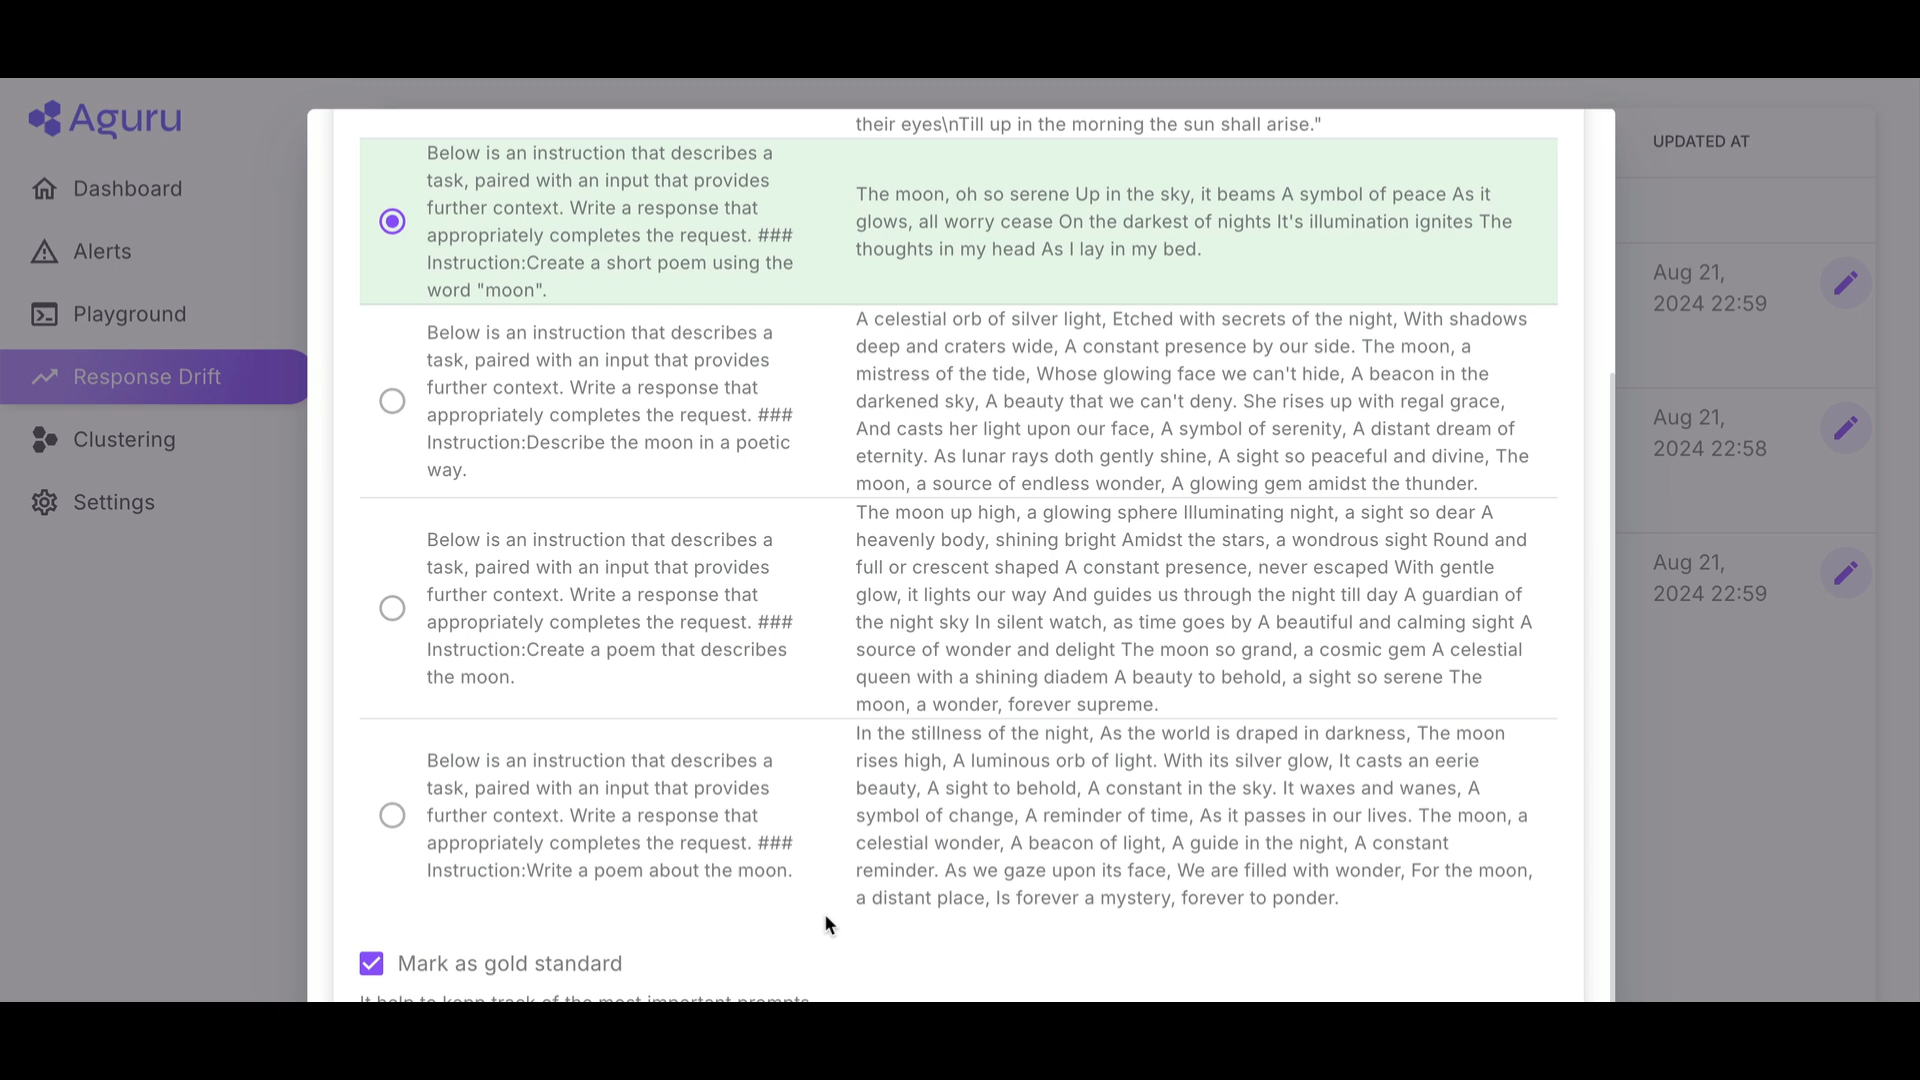 Aguru
Dashboard
Alerts
Playground
Response Drift
Clustering
Settings
their eyes\nTill up in the morning the sun shall arise."
Below is an instruction that describes a
task, paired with an input that provides
further context. Write a response that
appropriately completes the request. ###
Instruction:Create a short poem using the
word "moon".
The moon, oh so serene Up in the sky, it beams A symbol of peace As it
glows, all worry cease On the darkest of nights It's illumination ignites The
thoughts in my head As I lay in my bed.
Below is an instruction that describes a
task, paired with an input that provides
further context. Write a response that
appropriately completes the request. ###
Instruction:Describe the moon in a poetic
way.
A celestial orb of silver light, Etched with secrets of the night, With shadows
deep and craters wide, A constant presence by our side. The moon, a
mistress of the tide, Whose glowing face we can't hide, A beacon in the
darkened sky, A beauty that we can't deny. She rises up with regal grace,
And casts her light upon our face, A symbol of serenity, A distant dream of
eternity. As lunar rays doth gently shine, A sight so peaceful and divine, The
moon, a source of endless wonder, A glowing gem amidst the thunder.
Below is an instruction that describes a
task, paired with an input that provides
further context. Write a response that
appropriately completes the request. ###
Instruction:Create a poem that describes
the moon.
The moon up high, a glowing sphere Illuminating night, a sight so dear A
heavenly body, shining bright Amidst the stars, a wondrous sight Round and
full or crescent shaped A constant presence, never escaped With gentle
glow, it lights our way And guides us through the night till day A guardian of
the night sky In silent watch, as time goes by A beautiful and calming sight A
source of wonder and delight The moon so grand, a cosmic gem A celestial
queen with a shining diadem A beauty to behold, a sight so serene The
moon, a wonder, forever supreme.
Below is an instruction that describes a
task, paired with an input that provides
further context. Write a response that
appropriately completes the request. ###
Instruction:Write a poem about the moon.
In the stillness of the night, As the world is draped in darkness, The moon
rises high, A luminous orb of light. With its silver glow, It casts an eerie
beauty, A sight to behold, A constant in the sky. It waxes and wanes, A
symbol of change, A reminder of time, As it passes in our lives. The moon, a
celestial wonder, A beacon of light, A guide in the night, A constant
reminder. As we gaze upon its face, We are filled with wonder, For the moon,
a distant place, Is forever a mystery, forever to ponder.
Mark as gold standard
It help to kepp track of the most important prompts
UPDATED AT
Aug 21,
2024 22:59
Aug 21,
2024 22:58
Aug 21,
2024 22:59